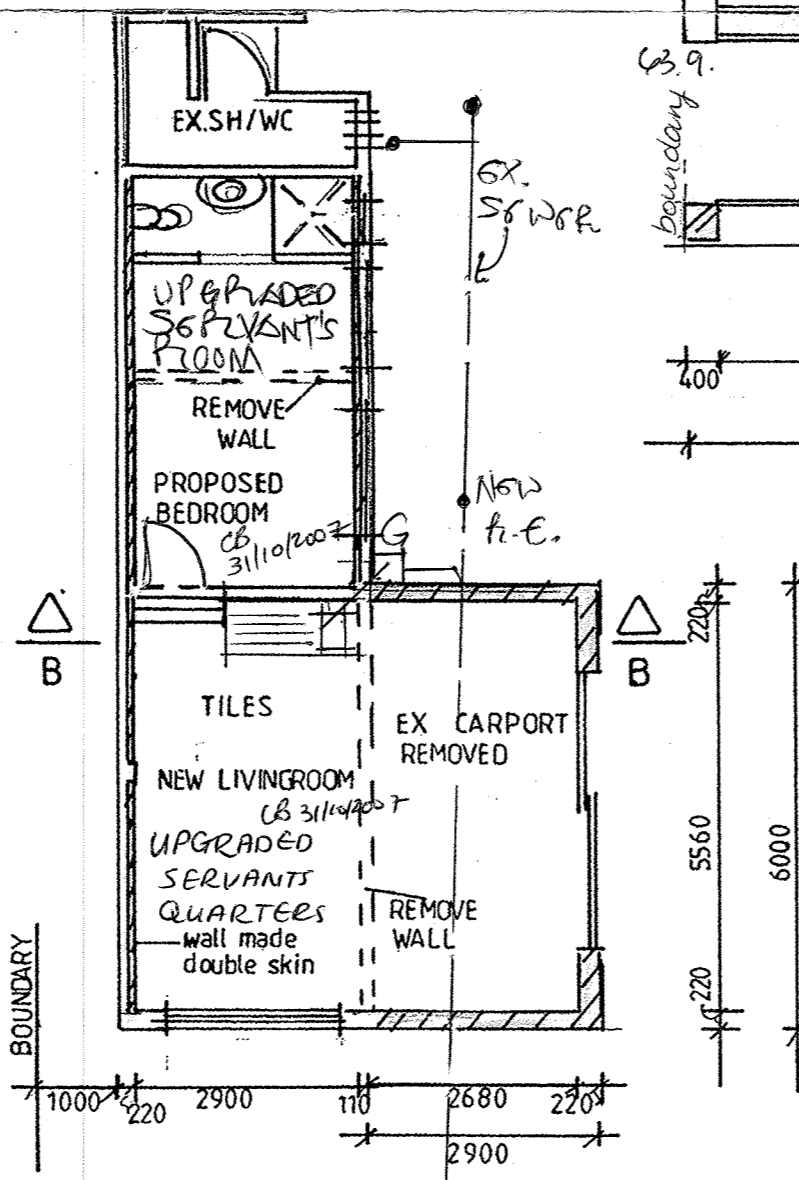 63.9.
boundary
EX.SH/WC
EX.
SEWER
UPGRADED
SERVANT'S
ROOM
REMOVE
WALL
400
PROPOSED
BEDROOM
CB
31/10/2007
G
NEW
R.E.
B
B
220
TILES
EX CARPORT
REMOVED
NEW LIVINGROOM
CB 31/10/2007
UPGRADED
SERVANTS
QUARTERS
REMOVE
WALL
wall made
double skin
5560
6000
220
BOUNDARY
1000
220
2900
110
2680
220
2900